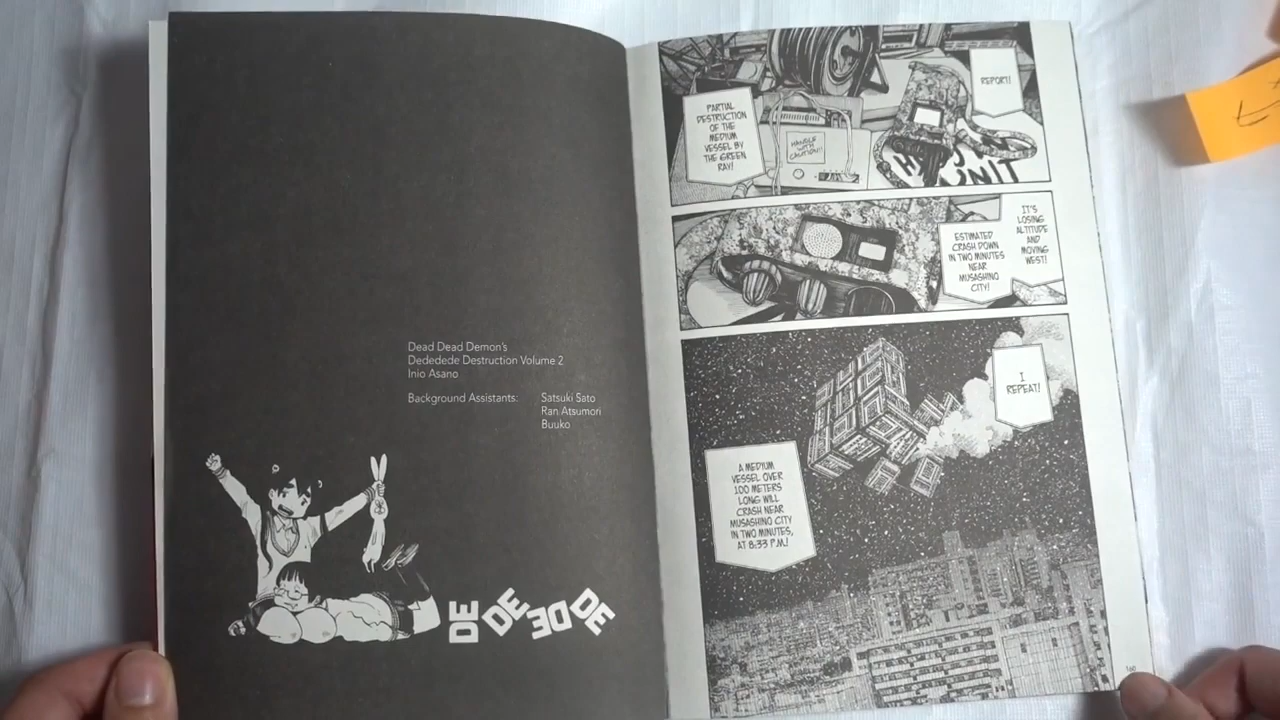 Dead Dead Demon's
Dededede Destruction Volume 2
Inio Asano
Background Assistants: Satsuki Sato
Ran Atsumori
Buuko
DE DE DE DE
REPORT!
PARTIAL
DESTRUCTION
OF THE
MEDIUM
VESSEL BY
THE GREEN
RAY!
HANDLE
WITH
CAUTION!!
UNIT
IT'S
LOSING
ALTITUDE
AND
MOVING
WEST!
ESTIMATED
CRASH DOWN
IN TWO MINUTES
NEAR
MUSASHINO
CITY!
I
REPEAT!
A MEDIUM
VESSEL OVER
100 METERS
LONG WILL
CRASH NEAR
MUSASHINO CITY
IN TWO MINUTES,
AT 8:33 P.M.!
160